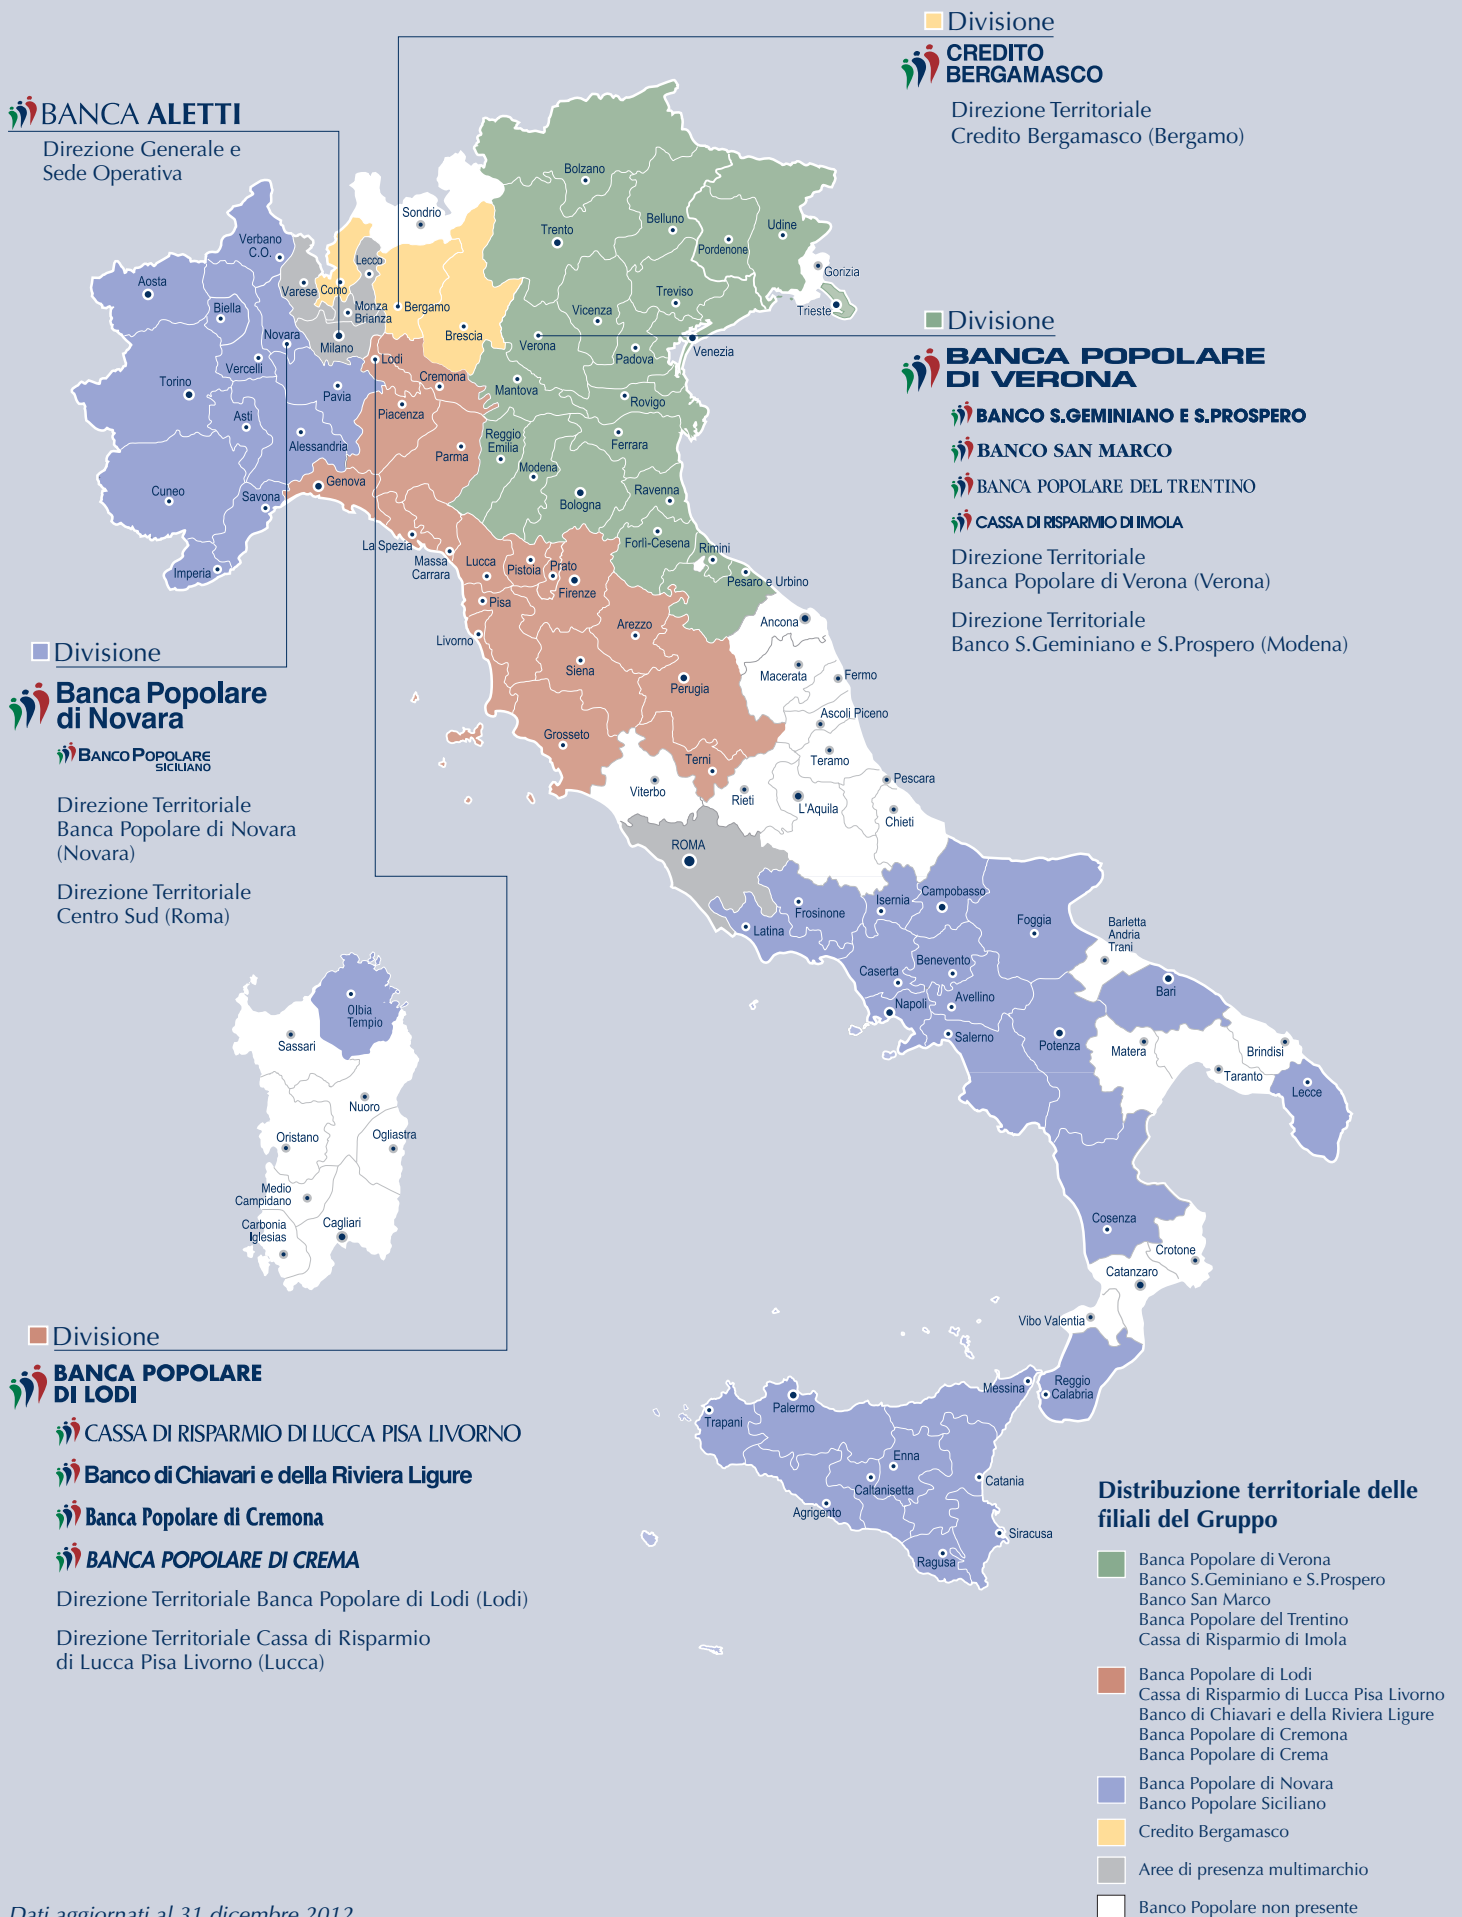 Divisione
CREDITO
BERGAMASCO
Direzione Territoriale
Credito Bergamasco (Bergamo)
BANCA ALETTI
Direzione Generale e
Sede Operativa
Divisione
BANCA POPOLARE
DI VERONA
BANCO S.GEMINIANO E S.PROSPERO
BANCO SAN MARCO
BANCA POPOLARE DEL TRENTINO
CASSA DI RISPARMIO DI IMOLA
Direzione Territoriale
Banca Popolare di Verona (Verona)
Direzione Territoriale
Banco S.Geminiano e S.Prospero (Modena)
Divisione
Banca Popolare
di Novara
BANCO POPOLARE
SICILIANO
Direzione Territoriale
Banca Popolare di Novara
(Novara)
Direzione Territoriale
Centro Sud (Roma)
Divisione
BANCA POPOLARE
DI LODI
CASSA DI RISPARMIO DI LUCCA PISA LIVORNO
Banco di Chiavari e della Riviera Ligure
Banca Popolare di Cremona
BANCA POPOLARE DI CREMA
Direzione Territoriale Banca Popolare di Lodi (Lodi)
Direzione Territoriale Cassa di Risparmio
di Lucca Pisa Livorno (Lucca)
Bolzano
Sondrio
Trento
Belluno
Udine
Pordenone
Gorizia
Verbano
C.O.
Aosta
Lecco
Varese
Como
Biella
Monza
Brianza
Bergamo
Treviso
Vicenza
Trieste
Novara
Milano
Brescia
Verona
Padova
Venezia
Vercelli
Lodi
Torino
Pavia
Cremona
Mantova
Rovigo
Asti
Piacenza
Alessandria
Parma
Reggio
Emilia
Ferrara
Modena
Genova
Cuneo
Savona
Bologna
Ravenna
La Spezia
Massa
Carrara
Lucca
Pistoia
Prato
Firenze
Forlì-Cesena
Rimini
Imperia
Pesaro e Urbino
Pisa
Livorno
Arezzo
Ancona
Siena
Perugia
Macerata
Fermo
Ascoli Piceno
Grosseto
Terni
Teramo
Viterbo
Rieti
L'Aquila
Pescara
Chieti
ROMA
Frosinone
Isernia
Campobasso
Latina
Foggia
Barletta
Andria
Trani
Caserta
Benevento
Bari
Napoli
Avellino
Salerno
Potenza
Matera
Brindisi
Taranto
Lecce
Olbia
Tempio
Sassari
Nuoro
Oristano
Ogliastra
Medio
Campidano
Carbonia
Iglesias
Cagliari
Cosenza
Crotone
Catanzaro
Vibo Valentia
Messina
Reggio
Calabria
Palermo
Trapani
Enna
Caltanisetta
Catania
Agrigento
Siracusa
Ragusa
Distribuzione territoriale delle
filiali del Gruppo
Banca Popolare di Verona
Banco S.Geminiano e S.Prospero
Banco San Marco
Banca Popolare del Trentino
Cassa di Risparmio di Imola
Banca Popolare di Lodi
Cassa di Risparmio di Lucca Pisa Livorno
Banco di Chiavari e della Riviera Ligure
Banca Popolare di Cremona
Banca Popolare di Crema
Banca Popolare di Novara
Banco Popolare Siciliano
Credito Bergamasco
Aree di presenza multimarchio
Banco Popolare non presente
Dati aggiornati al 31 dicembre 2012